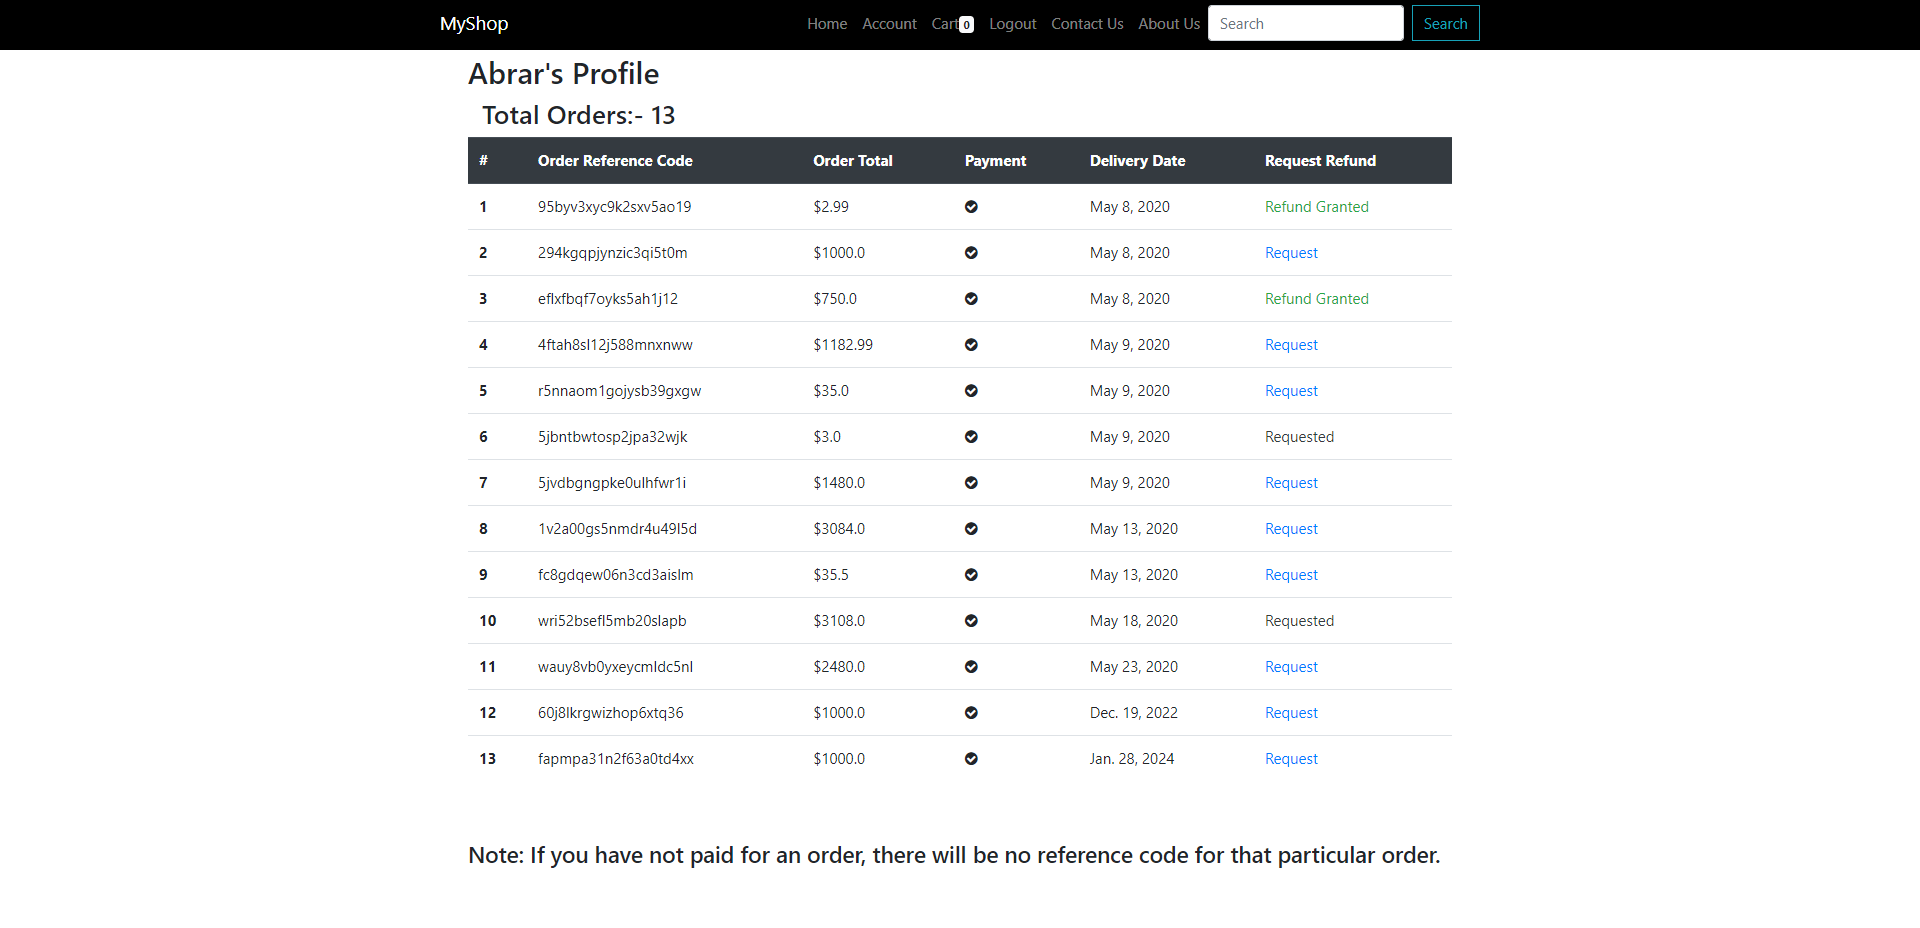 MyShop Home Account Cart 0 Logout Contact Us About Us Search Search
Abrar's Profile
Total Orders:- 13
# Order Reference Code Order Total Payment Delivery Date Request Refund
1 95byv3xyc9k2sxv5ao19 $2.99 May 8, 2020 Refund Granted
2 294kgqpjynzic3qi5t0m $1000.0 May 8, 2020 Request
3 eflxfbqf7oyks5ah1j12 $750.0 May 8, 2020 Refund Granted
4 4ftah8sl12j588mnxnww $1182.99 May 9, 2020 Request
5 r5nnaom1gojysb39gxgw $35.0 May 9, 2020 Request
6 5jbntbwtosp2jpa32wjk $3.0 May 9, 2020 Requested
7 5jvdbgngpke0ulhfwr1i $1480.0 May 9, 2020 Request
8 1v2a00gs5nmdr4u49l5d $3084.0 May 13, 2020 Request
9 fc8gdqew06n3cd3aislm $35.5 May 13, 2020 Request
10 wri52bsefl5mb20slapb $3108.0 May 18, 2020 Requested
11 wauy8vb0yxeycmldc5nl $2480.0 May 23, 2020 Request
12 60j8lkrgwizhop6xtq36 $1000.0 Dec. 19, 2022 Request
13 fapmpa31n2f63a0td4xx $1000.0 Jan. 28, 2024 Request
Note: If you have not paid for an order, there will be no reference code for that particular order.